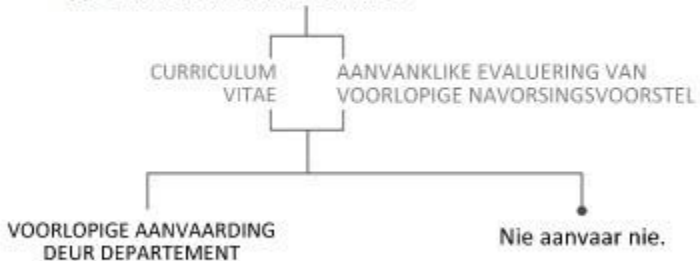 CURRICULUM
VITAE
AANVANKLIKE EVALUERING VAN
VOORLOPIGE NAVORSINGSVOORSTEL
VOORLOPIGE AANVAARDING
DEUR DEPARTEMENT
Nie aanvaar nie.